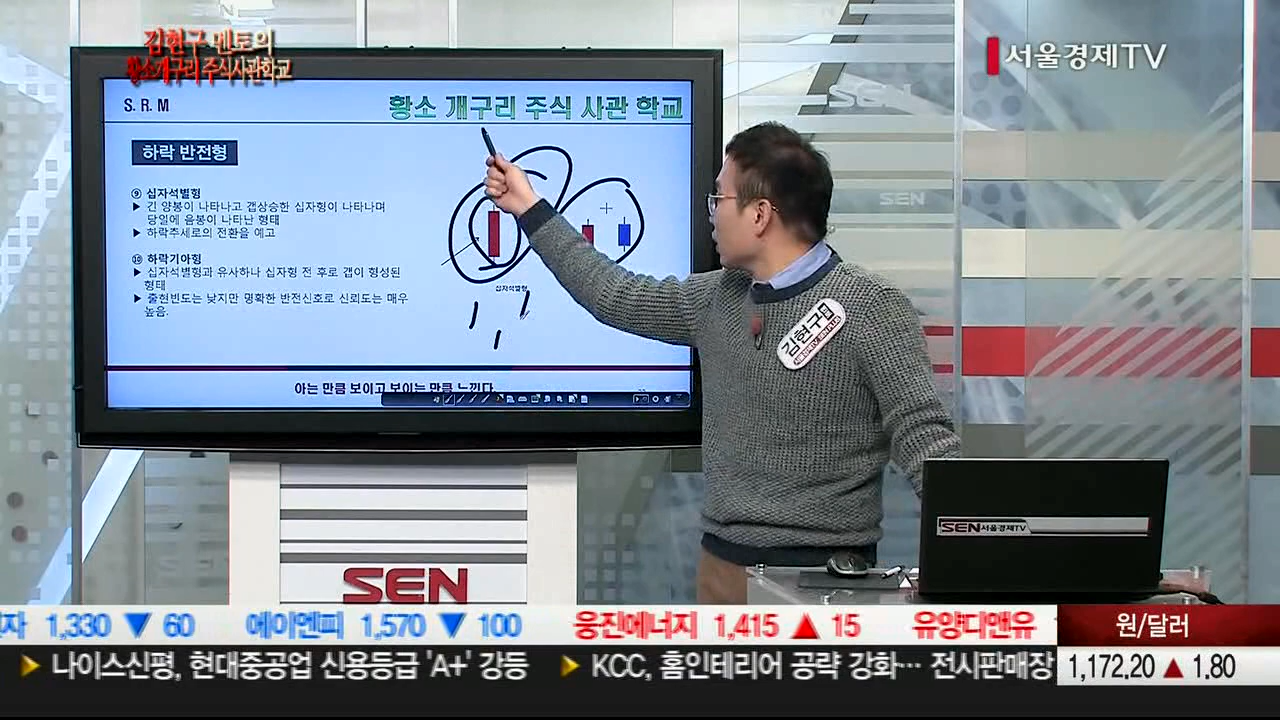 김현구 멘토의
황소개구리 주식사관학교
서울경제TV
S. R. M
황소 개구리 주식 사관 학교
하락 반전형
⑨ 십자석별형
▶ 긴 양봉이 나타나고 갭상승한 십자형이 나타나며
당일에 음봉이 나타난 형태
▶ 하락추세로의 전환을 예고
⑩ 하락기아형
▶ 십자석별형과 유사하나 십자형 전 후로 갭이 형성된
형태
▶ 출현빈도는 낮지만 명확한 반전신호로 신뢰도는 매우
높음.
십자석별형
아는 만큼 보이고 보이는 만큼 느낀다.
SEN
SEN
김현구
SEN 서울경제TV
SEN
자 1,330 ▼ 60 에이엔피 1,570 ▼ 100 웅진에너지 1,415 ▲ 15 유양디앤유
원/달러
▶ 나이스신평, 현대중공업 신용등급 'A+' 강등 ▶ KCC, 홈인테리어 공략 강화… 전시판매장
1,172.20 ▲ 1.80